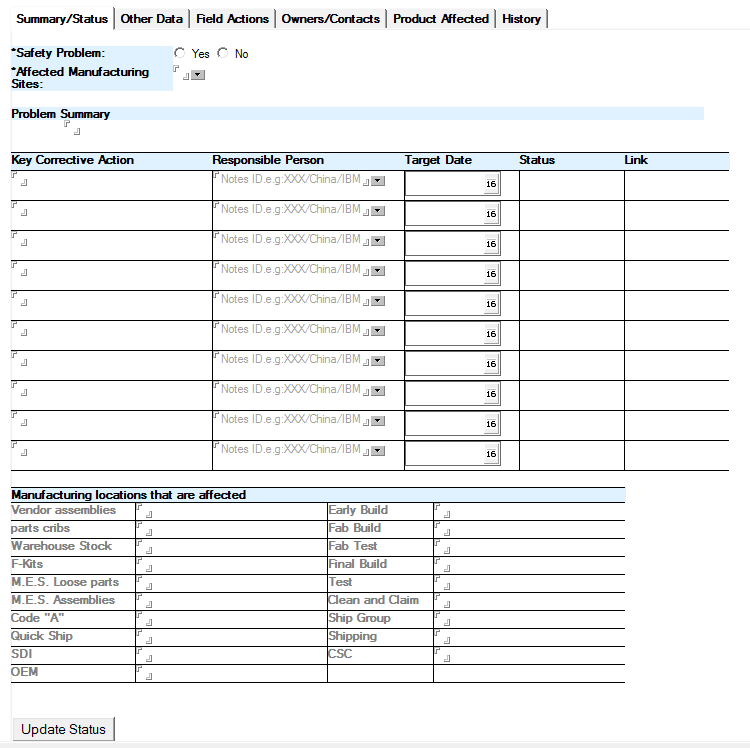 Summary/Status Other Data Field Actions Owners/Contacts Product Affected History
*Safety Problem: Yes No
*Affected Manufacturing
Sites:
Problem Summary
Key Corrective Action Responsible Person Target Date Status Link
Notes ID.e.g:XXX/China/IBM 16
Notes ID.e.g:XXX/China/IBM 16
Notes ID.e.g:XXX/China/IBM 16
Notes ID.e.g:XXX/China/IBM 16
Notes ID.e.g:XXX/China/IBM 16
Notes ID.e.g:XXX/China/IBM 16
Notes ID.e.g:XXX/China/IBM 16
Notes ID.e.g:XXX/China/IBM 16
Notes ID.e.g:XXX/China/IBM 16
Notes ID.e.g:XXX/China/IBM 16
Manufacturing locations that are affected
Vendor assemblies Early Build
parts cribs Fab Build
Warehouse Stock Fab Test
F-Kits Final Build
M.E.S. Loose parts Test
M.E.S. Assemblies Clean and Claim
Code "A" Ship Group
Quick Ship Shipping
SDI CSC
OEM
Update Status